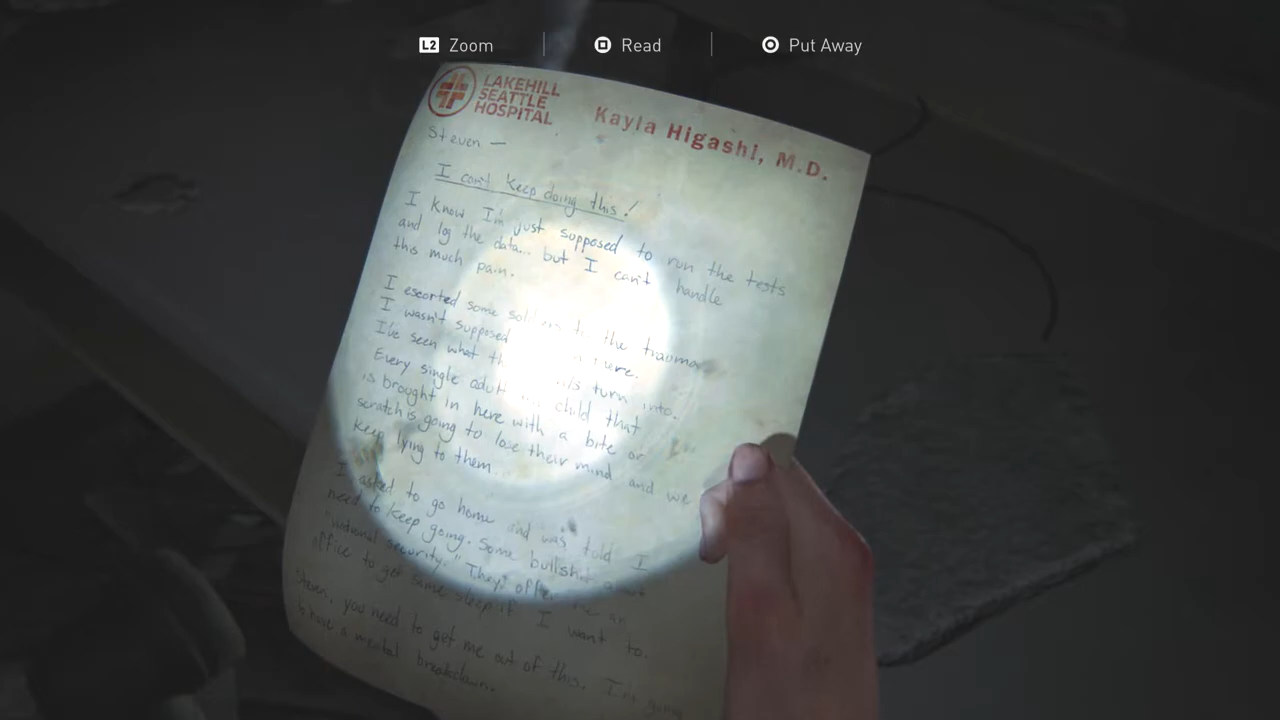 L2 Zoom
Read
Put Away
LAKEHILL
SEATTLE
HOSPITAL
Kayla Higashi, M.D.
Steven —
I can't keep doing this!
I know I'm just supposed to run the tests
and log the data... but I can't handle
this much pain.
I escorted some to the trauma
I wasn't supposed
I've seen what turn into.
Every single child that
is brought in here with a bite or
scratch is going to lose their mind and we
keep lying to them.
I asked to go home and was told I
need to keep going. Some bullshit
"national security." They an
office to get some sleep if I want to.
Steven, you need to get me out of this. I'm going
to have a mental breakdown.